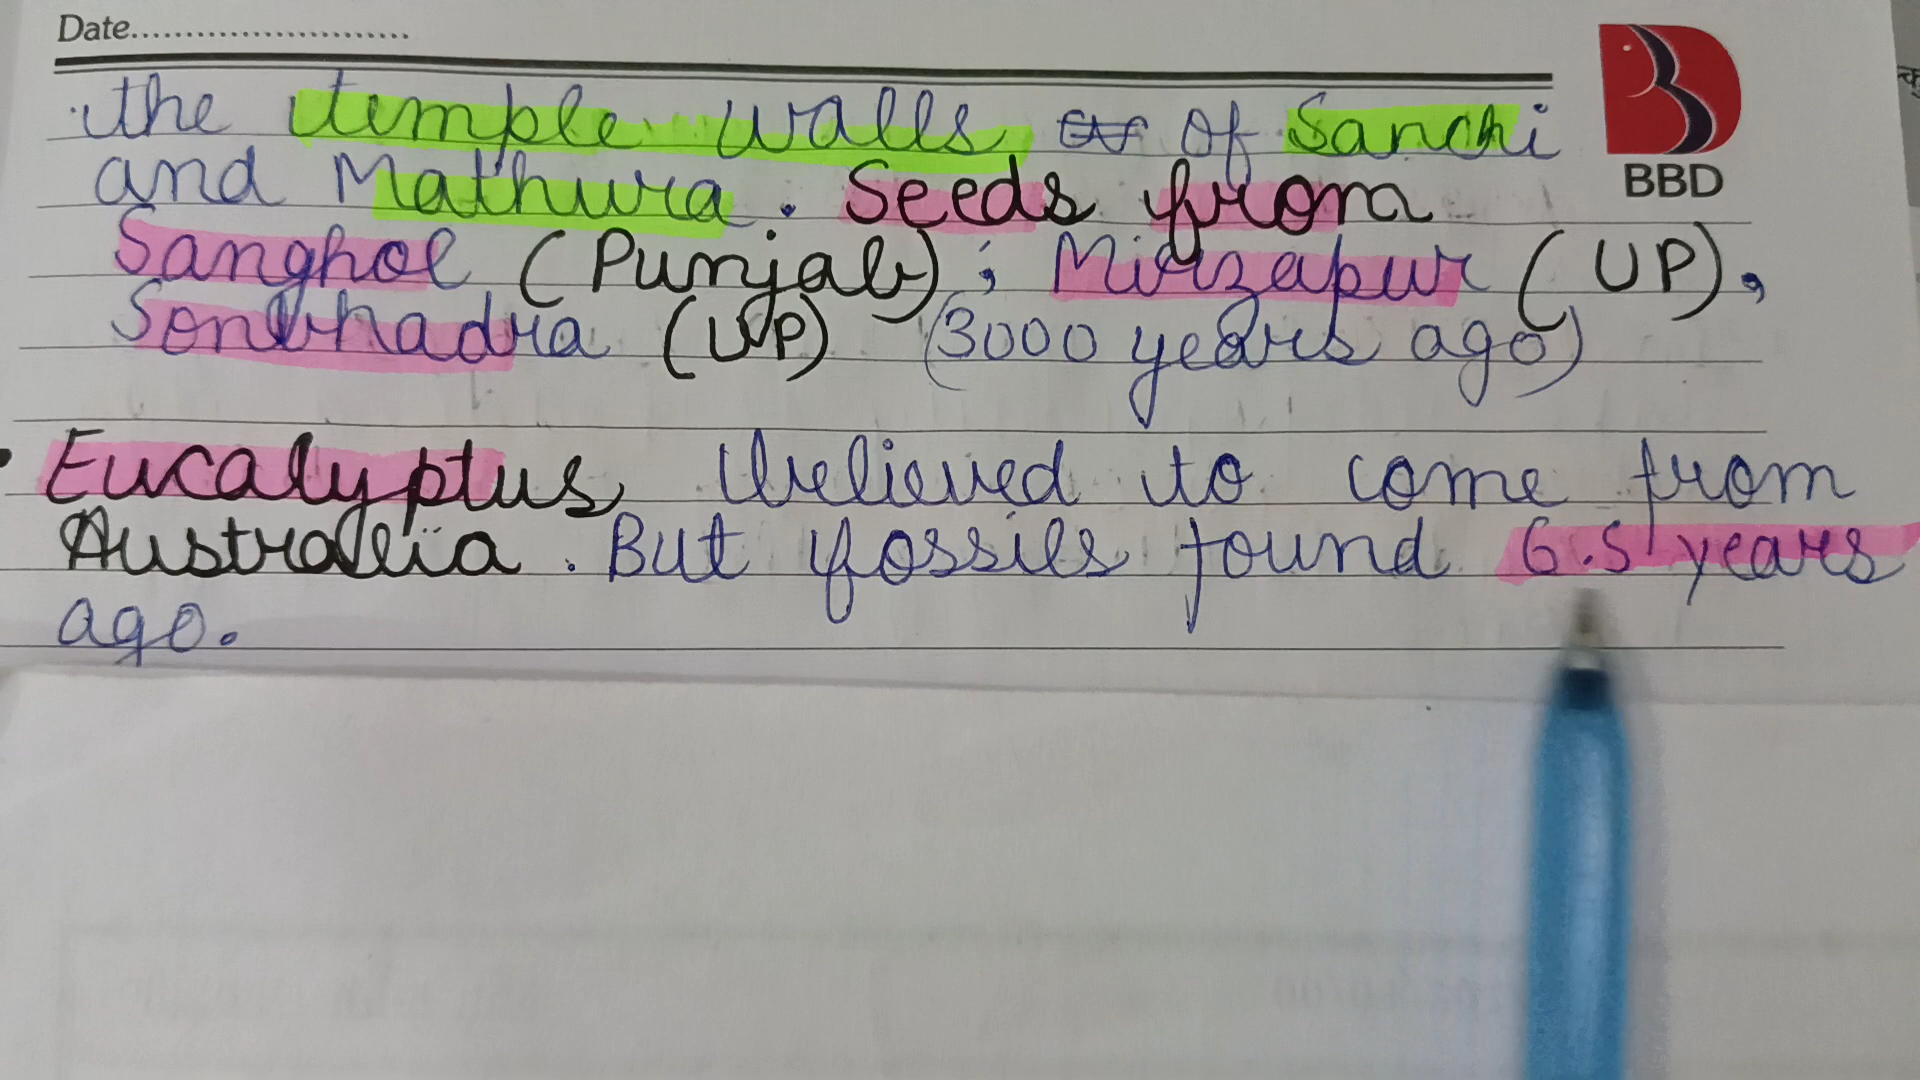 Date........................
BBD
the temple walls of Sanchi
and Mathura. Seeds from
Sanghol (Punjab); Mirzapur (UP),
Sonbhadra (UP) (3000 years ago)
• Eucalyptus believed to come from
Australia. But fossils found 6.5 years
ago.